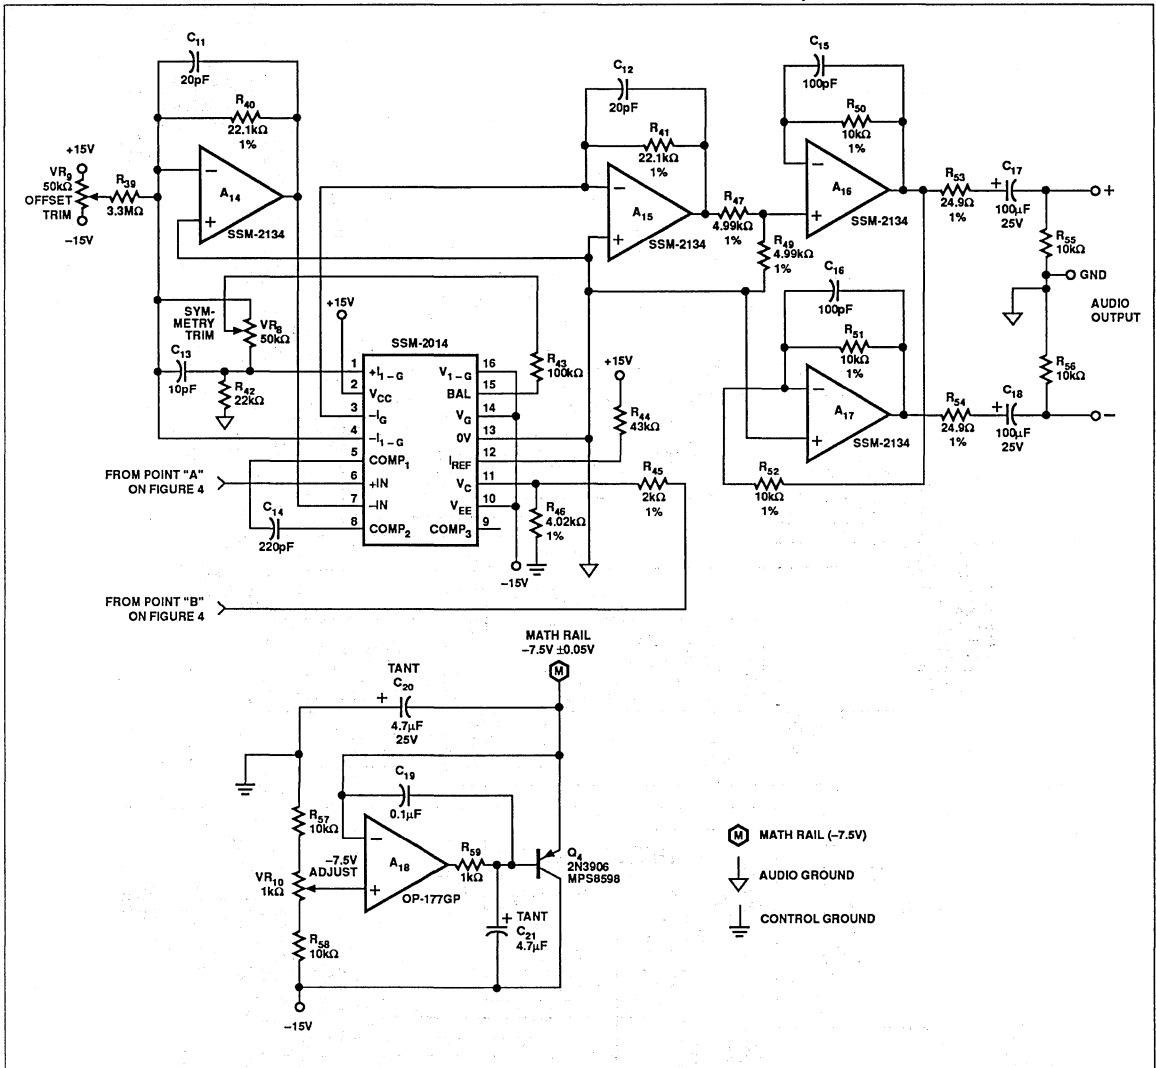 C11
20pF
R40
22.1kΩ
1%
+15V
VR9
50kΩ
OFFSET
TRIM
−15V
R39
3.3MΩ
−
A14
+
SSM-2134
C12
20pF
R41
22.1kΩ
1%
−
A15
+
SSM-2134
R47
4.99kΩ
1%
R49
4.99kΩ
1%
C15
100pF
R50
10kΩ
1%
−
A16
+
SSM-2134
R53
24.9Ω
1%
+
C17
100μF
25V
+
R55
10kΩ
GND
AUDIO
OUTPUT
C16
100pF
R51
10kΩ
1%
−
A17
+
SSM-2134
R54
24.9Ω
1%
+
C18
100μF
25V
R56
10kΩ
−
R52
10kΩ
1%
SYM-
METRY
TRIM
VR8
50kΩ
+15V
C13
10pF
R42
22kΩ
SSM-2014
1 +I1–G
2 VCC
3 −IG
4 −I1–G
5 COMP1
6 +IN
7 −IN
8 COMP2
V1–G 16
BAL 15
VG 14
0V 13
IREF 12
VC 11
VEE 10
COMP3 9
R43
100kΩ
+15V
R44
43kΩ
R45
2kΩ
1%
R46
4.02kΩ
1%
−15V
FROM POINT "A"
ON FIGURE 4
C14
220pF
FROM POINT "B"
ON FIGURE 4
MATH RAIL
−7.5V ±0.05V
M
TANT
+
C20
4.7μF
25V
C19
0.1μF
R57
10kΩ
−7.5V
ADJUST
VR10
1kΩ
−
A18
+
OP-177GP
R59
1kΩ
Q4
2N3906
MPS8598
+ TANT
C21
4.7μF
R58
10kΩ
−15V
M MATH RAIL (−7.5V)
AUDIO GROUND
CONTROL GROUND